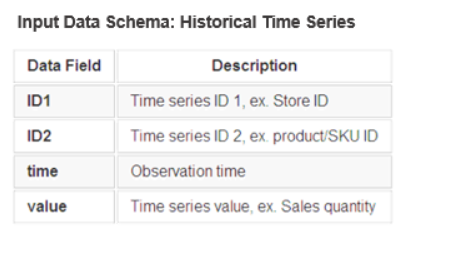 Input Data Schema: Historical Time Series
Data Field Description
ID1 Time series ID 1, ex. Store ID
ID2 Time series ID 2, ex. product/SKU ID
time Observation time
value Time series value, ex. Sales quantity